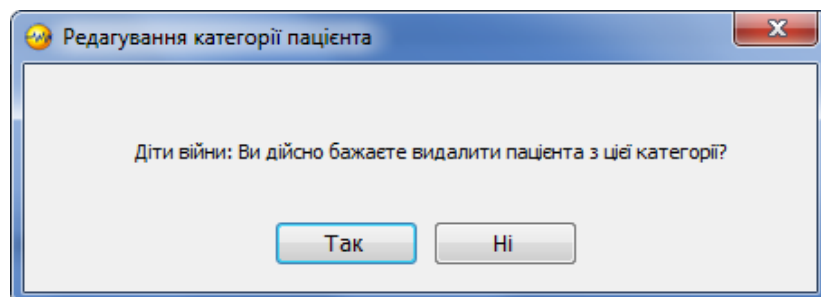 Редагування категорії пацієнта
Діти війни: Ви дійсно бажаєте видалити пацієнта з цієї категорії?
Так
Ні